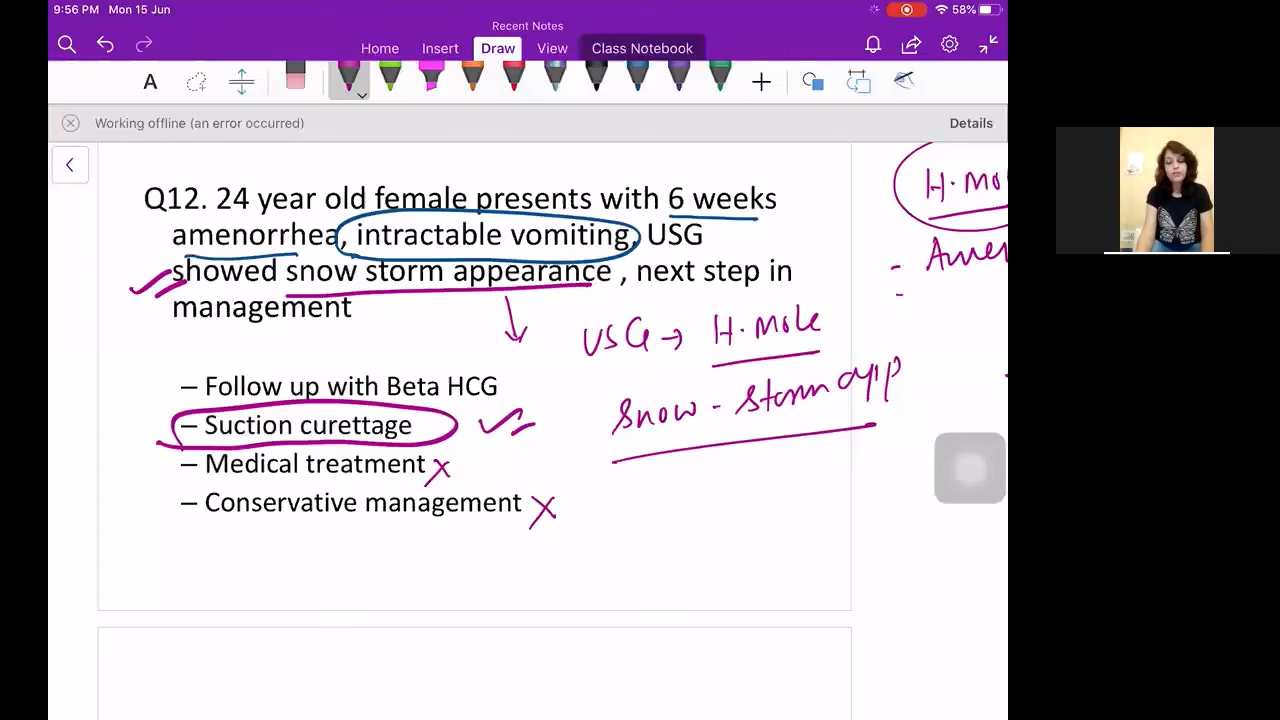 9:56 PM Mon 15 Jun
58%
Recent Notes
Home Insert Draw View Class Notebook
A
Working offline (an error occurred)
Details
Q12. 24 year old female presents with 6 weeks
amenorrhea, intractable vomiting, USG
showed snow storm appearance , next step in
management
– Follow up with Beta HCG
– Suction curettage
– Medical treatment x
– Conservative management x
USG → H. Mole
Snow - Storm app
H. Mo
- Amen
-